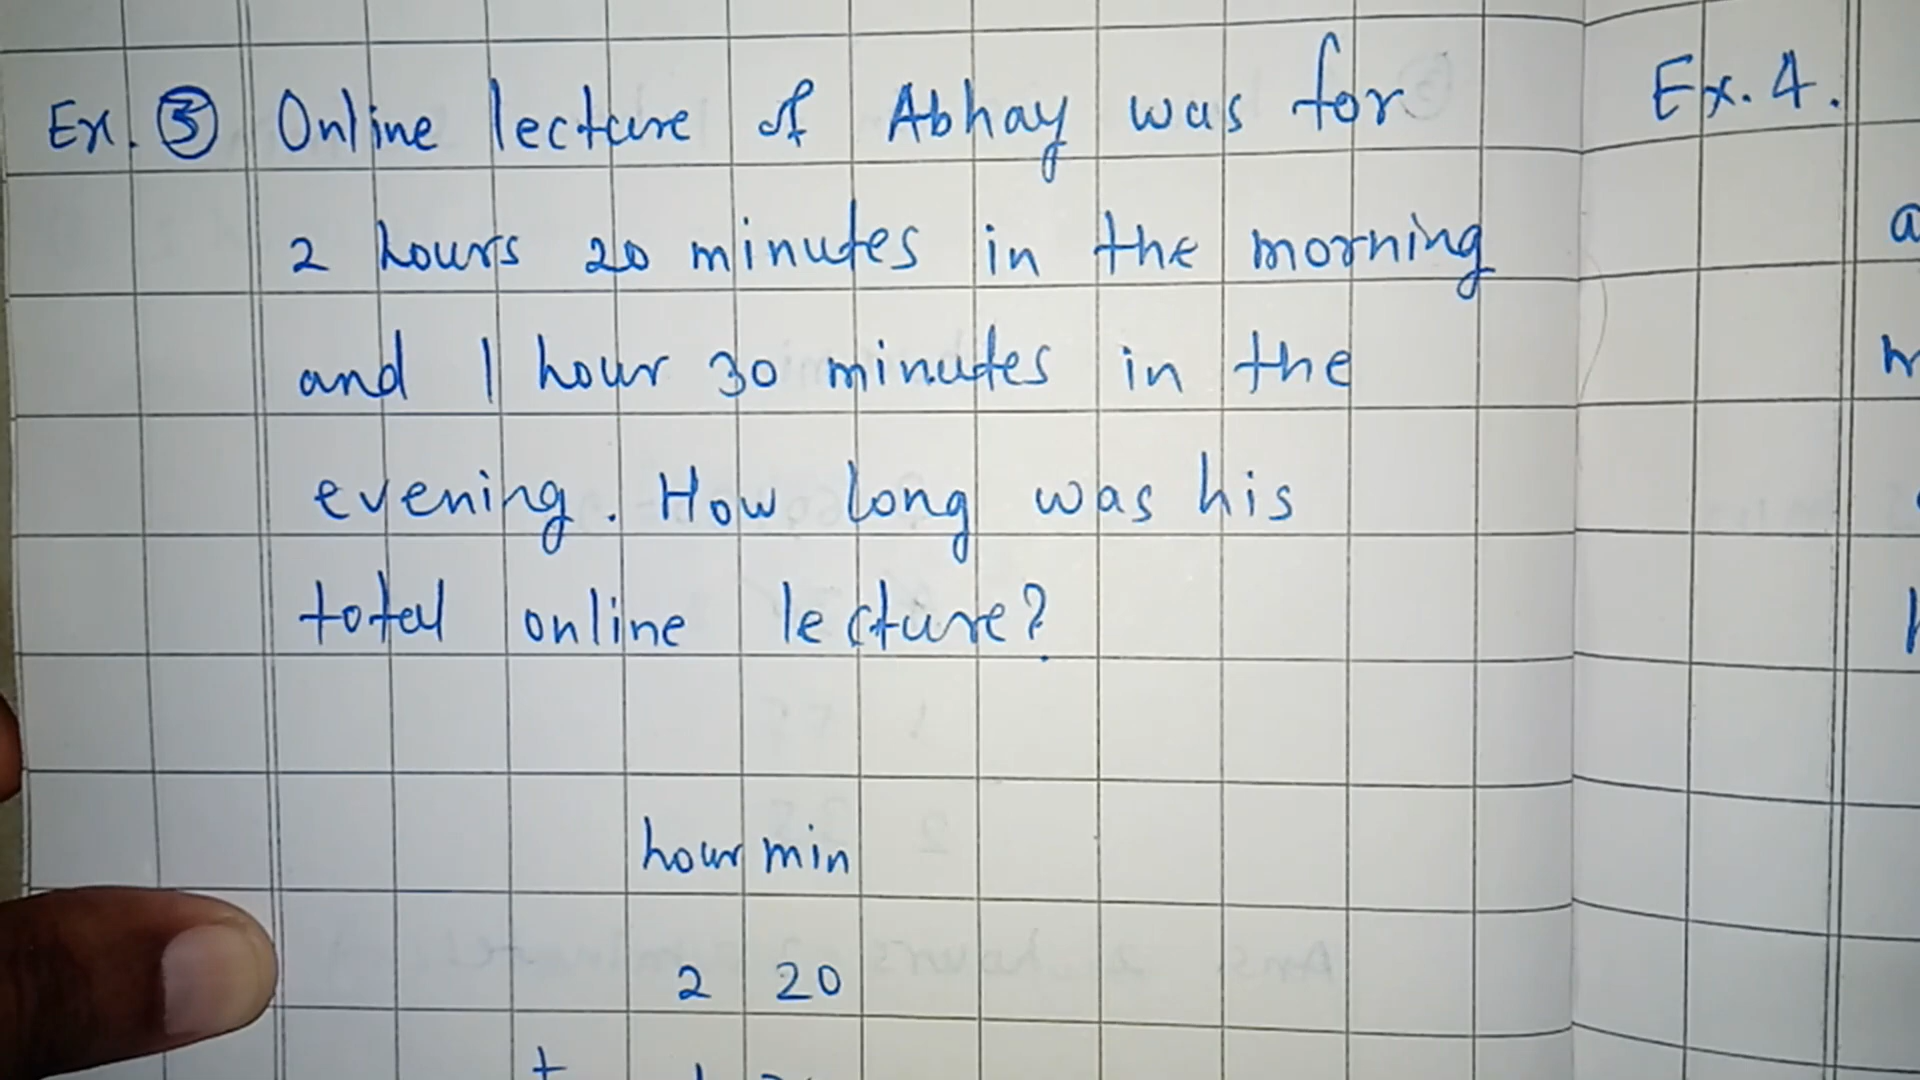 Ex. ③ Online lecture of Abhay was for
2 hours 20 minutes in the morning
and 1 hour 30 minutes in the
evening. How long was his
total online lecture?
hour min
2 20
+ 1
Ex. 4.